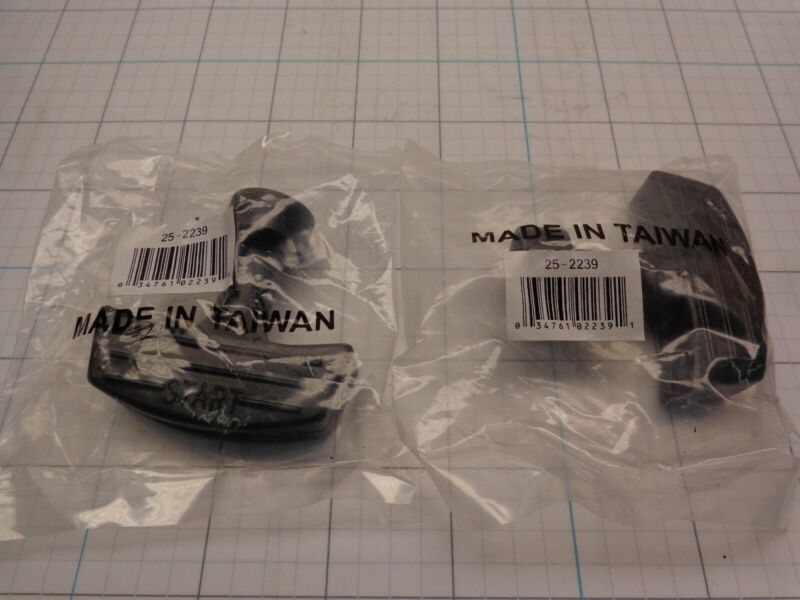 25-2239
0 34761 02239
MADE IN TAIWAN
START
MADE IN TAIWAN
25-2239
0 34761 02239 1